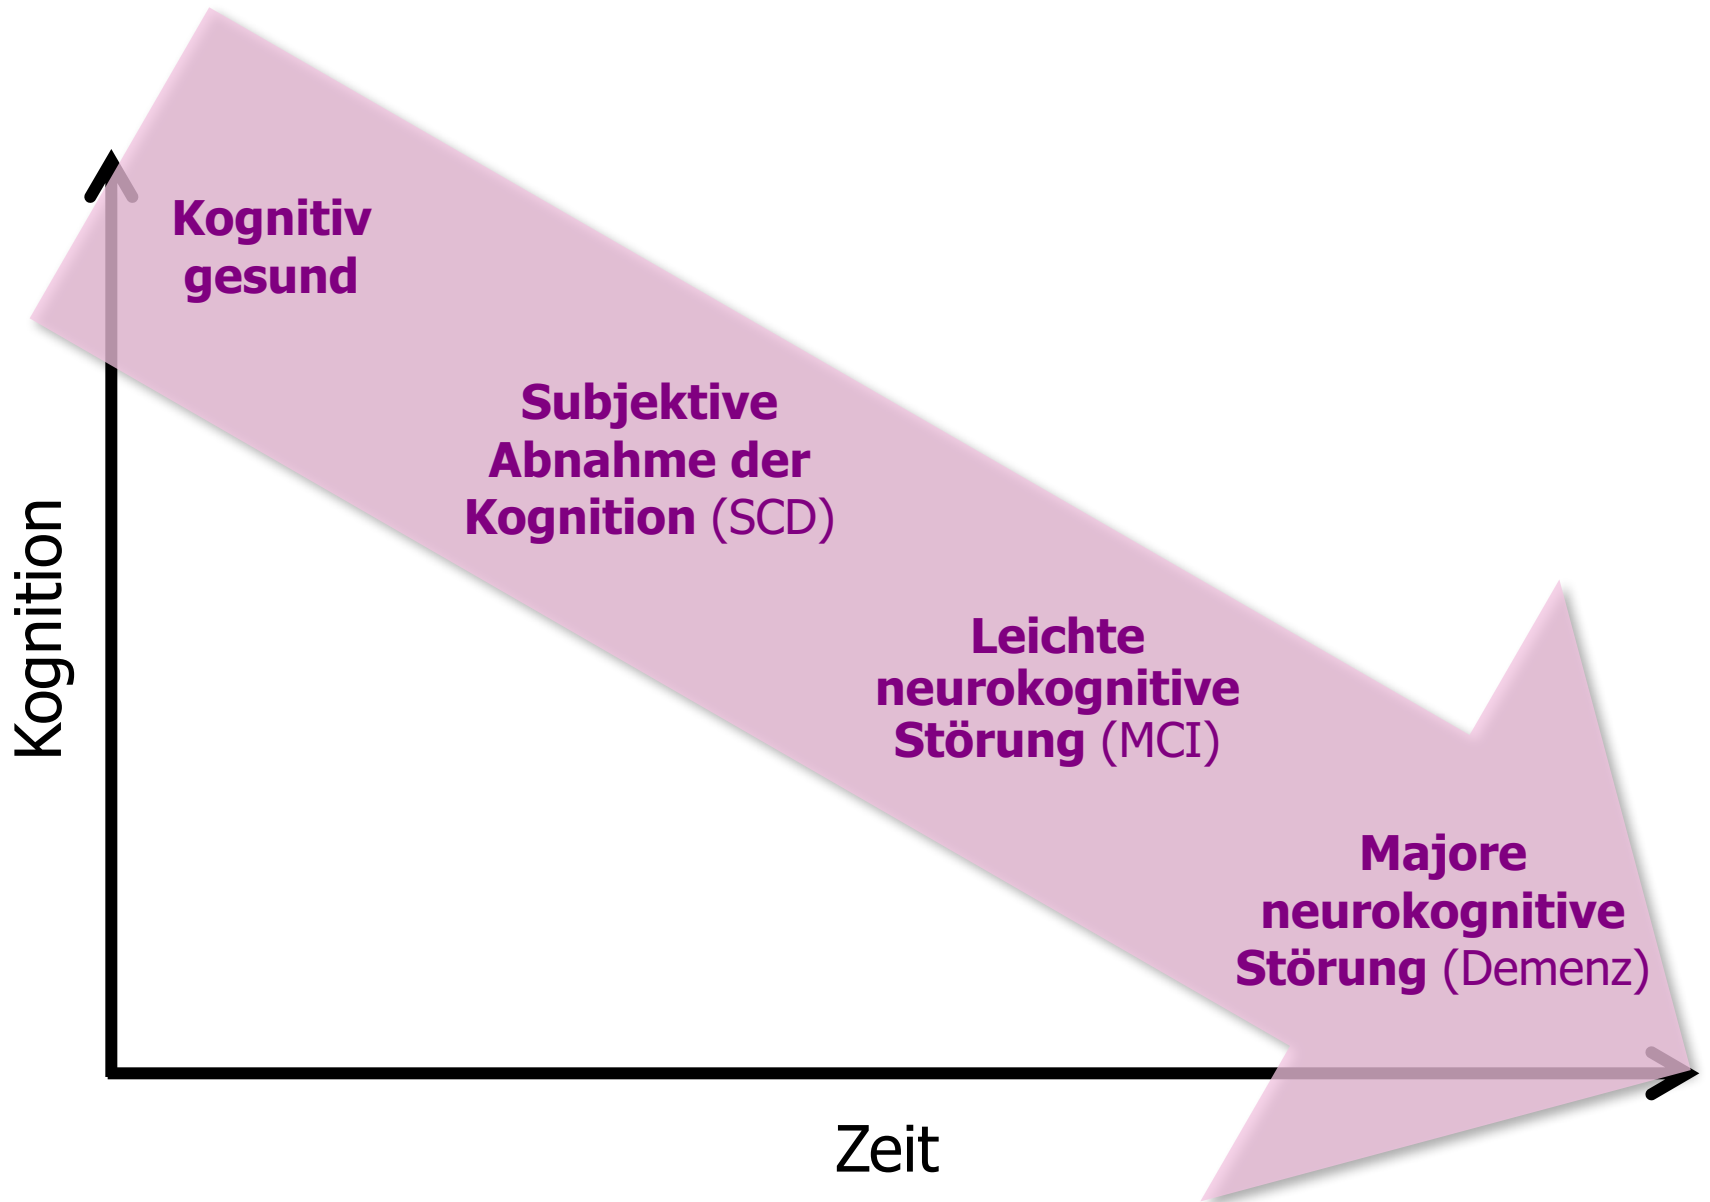 Kognitiv
gesund
Subjektive
Abnahme der
Kognition (SCD)
Leichte
neurokognitive
Störung (MCI)
Majore
neurokognitive
Störung (Demenz)
Kognition
Zeit